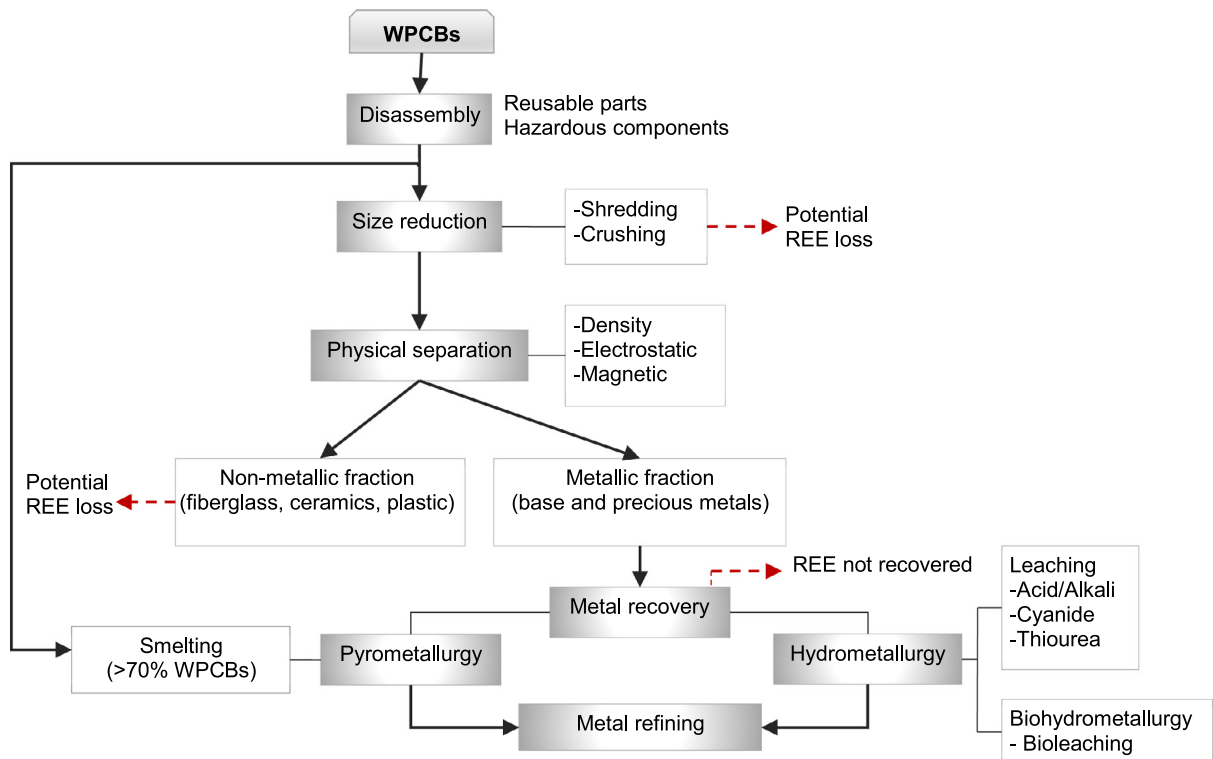 WPCBs
Disassembly
Reusable parts
Hazardous components
Size reduction
-Shredding
-Crushing
Potential
REE loss
Physical separation
-Density
-Electrostatic
-Magnetic
Potential
REE loss
Non-metallic fraction
(fiberglass, ceramics, plastic)
Metallic fraction
(base and precious metals)
REE not recovered
Metal recovery
Leaching
-Acid/Alkali
-Cyanide
-Thiourea
Smelting
(>70% WPCBs)
Pyrometallurgy
Hydrometallurgy
Metal refining
Biohydrometallurgy
- Bioleaching